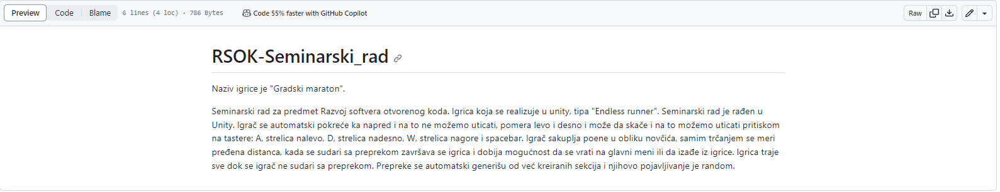 Preview Code Blame 6 lines (4 loc) · 786 Bytes Code 55% faster with GitHub Copilot Raw
RSOK-Seminarski_rad
Naziv igrice je "Gradski maraton".
Seminarski rad za predmet Razvoj softvera otvorenog koda. Igrica koja se realizuje u unity, tipa "Endless runner". Seminarski rad je rađen u
Unity. Igrač se automatski pokreće ka napred i na to ne možemo uticati, pomera levo i desno i može da skače i na to možemo uticati pritiskom
na tastere: A, strelica nalevo, D, strelica nadesno, W, strelica nagore i spacebar. Igrač sakuplja poene u obliku novčića, samim trčanjem se meri
pređena distanca, kada se sudari sa preprekom završava se igrica i dobija mogućnost da se vrati na glavni meni ili da izađe iz igrice. Igrica traje
sve dok se igrač ne sudari sa preprekom. Prepreke se automatski generišu od već kreiranih sekcija i njihovo pojavljivanje je random.